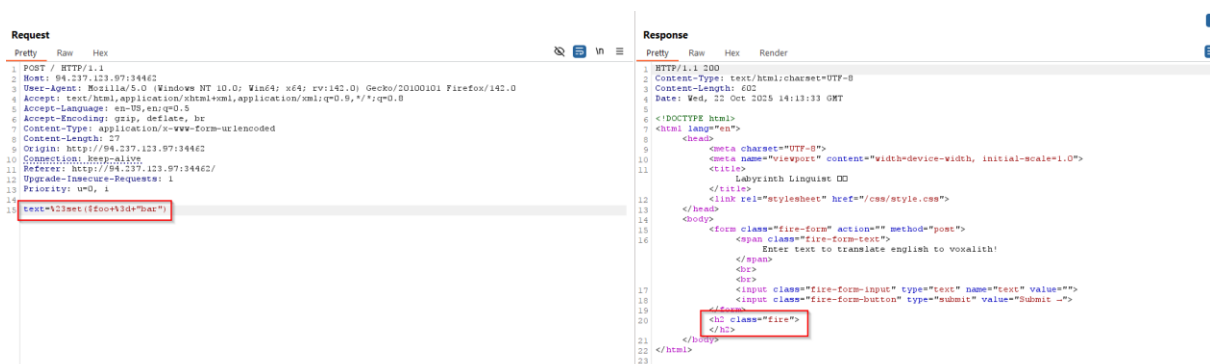 Request
Pretty Raw Hex
\n
1 POST / HTTP/1.1
2 Host: 94.237.123.97:34462
3 User-Agent: Mozilla/5.0 (Windows NT 10.0; Win64; x64; rv:142.0) Gecko/20100101 Firefox/142.0
4 Accept: text/html,application/xhtml+xml,application/xml;q=0.9,*/*;q=0.8
5 Accept-Language: en-US,en;q=0.5
6 Accept-Encoding: gzip, deflate, br
7 Content-Type: application/x-www-form-urlencoded
8 Content-Length: 27
9 Origin: http://94.237.123.97:34462
10 Connection: keep-alive
11 Referer: http://94.237.123.97:34462/
12 Upgrade-Insecure-Requests: 1
13 Priority: u=0, i
14
15 text=%23set($foo+%3d+"bar")
Response
Pretty Raw Hex Render
1 HTTP/1.1 200
2 Content-Type: text/html;charset=UTF-8
3 Content-Length: 602
4 Date: Wed, 22 Oct 2025 14:13:33 GMT
5
6 <!DOCTYPE html>
7 <html lang="en">
8 <head>
9 <meta charset="UTF-8">
10 <meta name="viewport" content="width=device-width, initial-scale=1.0">
11 <title>
Labyrinth Linguist □□
</title>
12 <link rel="stylesheet" href="/css/style.css">
13 </head>
14 <body>
15 <form class="fire-form" action="" method="post">
16 <span class="fire-form-text">
Enter text to translate english to voxalith!
</span>
<br>
<br>
17 <input class="fire-form-input" type="text" name="text" value="">
18 <input class="fire-form-button" type="submit" value="Submit →">
19 </form>
20 <h2 class="fire">
</h2>
21 </body>
22 </html>
23